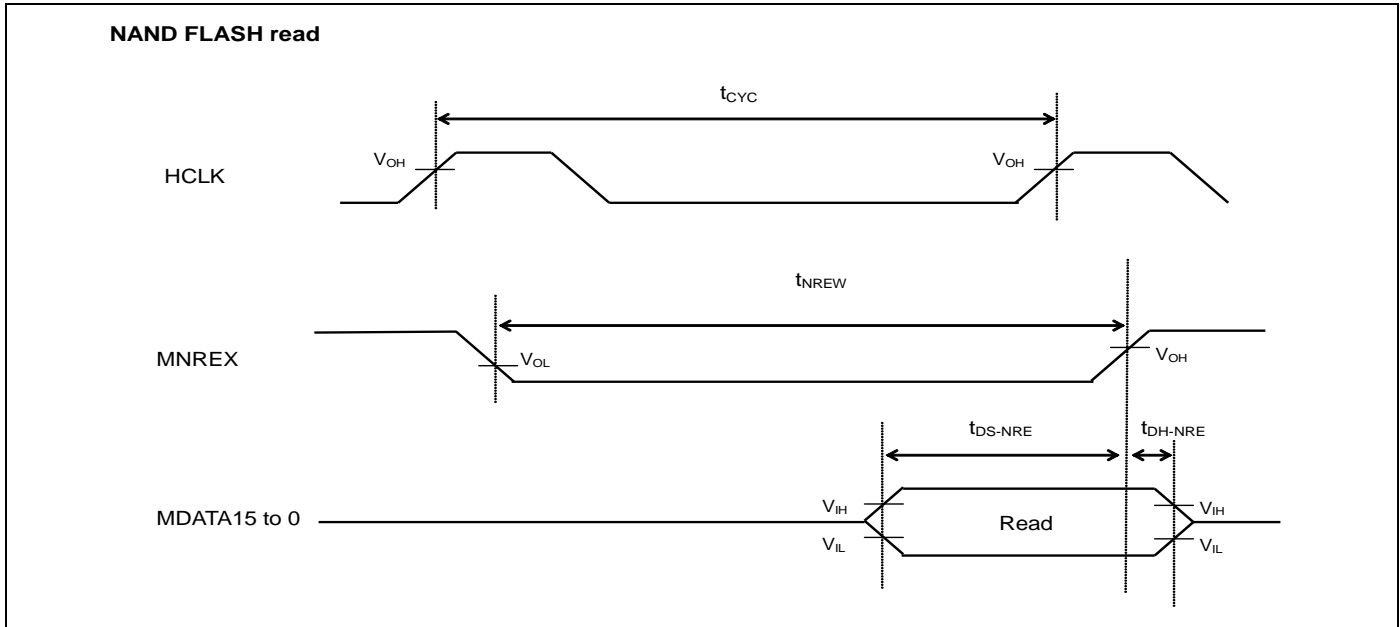 NAND FLASH read
tCYC
VOH VOH
HCLK
tNREW
MNREX VOL VOH
tDS-NRE tDH-NRE
VIH VIH
MDATA15 to 0 Read
VIL VIL